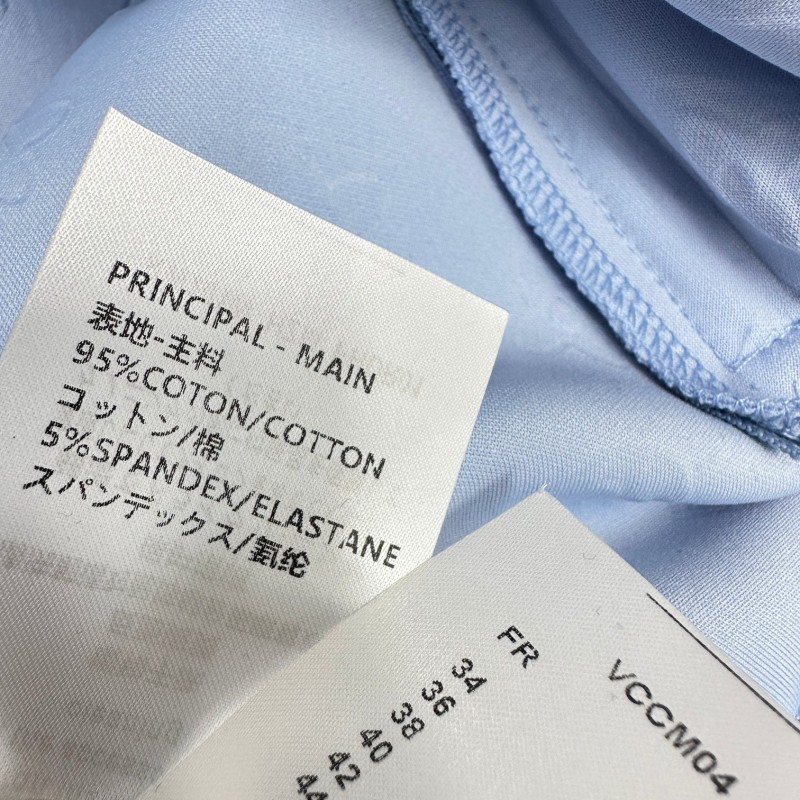 PRINCIPAL - MAIN
表地-主料
95%COTON/COTTON
コットン/棉
5%SPANDEX/ELASTANE
スパンデックス/氨纶
FR
34
36
38
40
42
44
VCCM04